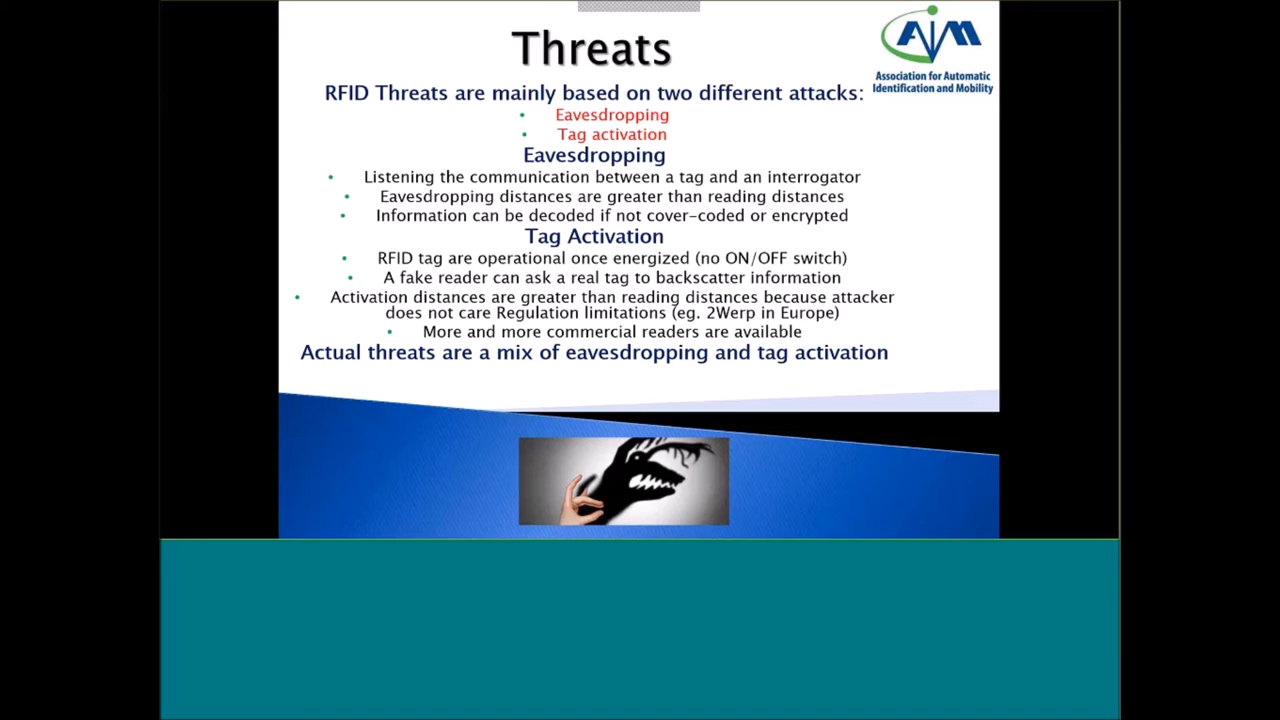 Threats
AIM
Association for Automatic
Identification and Mobility
RFID Threats are mainly based on two different attacks:
• Eavesdropping
• Tag activation
Eavesdropping
• Listening the communication between a tag and an interrogator
• Eavesdropping distances are greater than reading distances
• Information can be decoded if not cover-coded or encrypted
Tag Activation
• RFID tag are operational once energized (no ON/OFF switch)
• A fake reader can ask a real tag to backscatter information
• Activation distances are greater than reading distances because attacker
does not care Regulation limitations (eg. 2Werp in Europe)
• More and more commercial readers are available
Actual threats are a mix of eavesdropping and tag activation